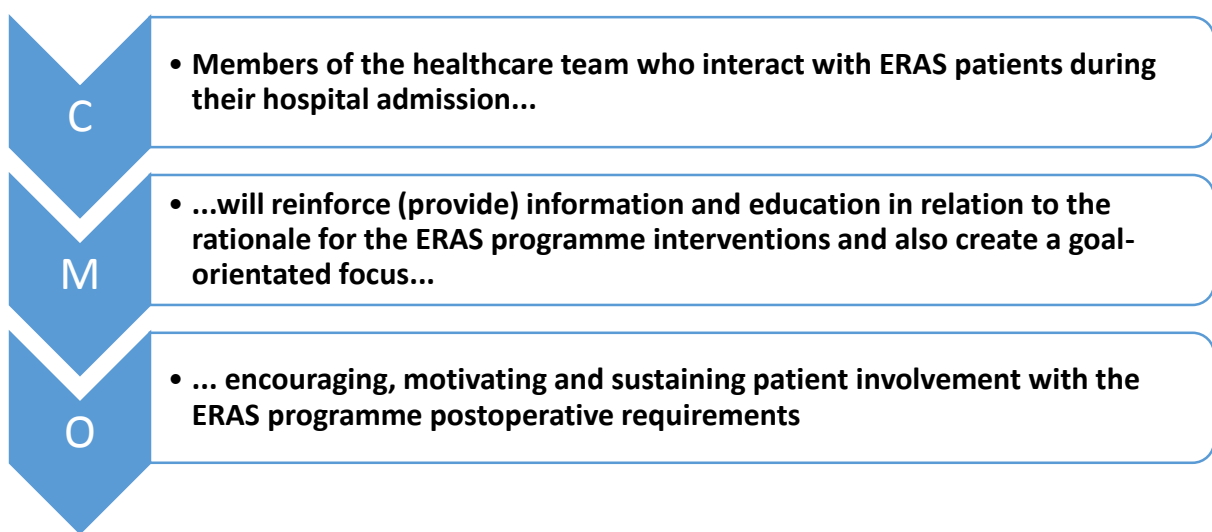 C
• Members of the healthcare team who interact with ERAS patients during
their hospital admission...
M
• ...will reinforce (provide) information and education in relation to the
rationale for the ERAS programme interventions and also create a goal-
orientated focus...
O
• ... encouraging, motivating and sustaining patient involvement with the
ERAS programme postoperative requirements